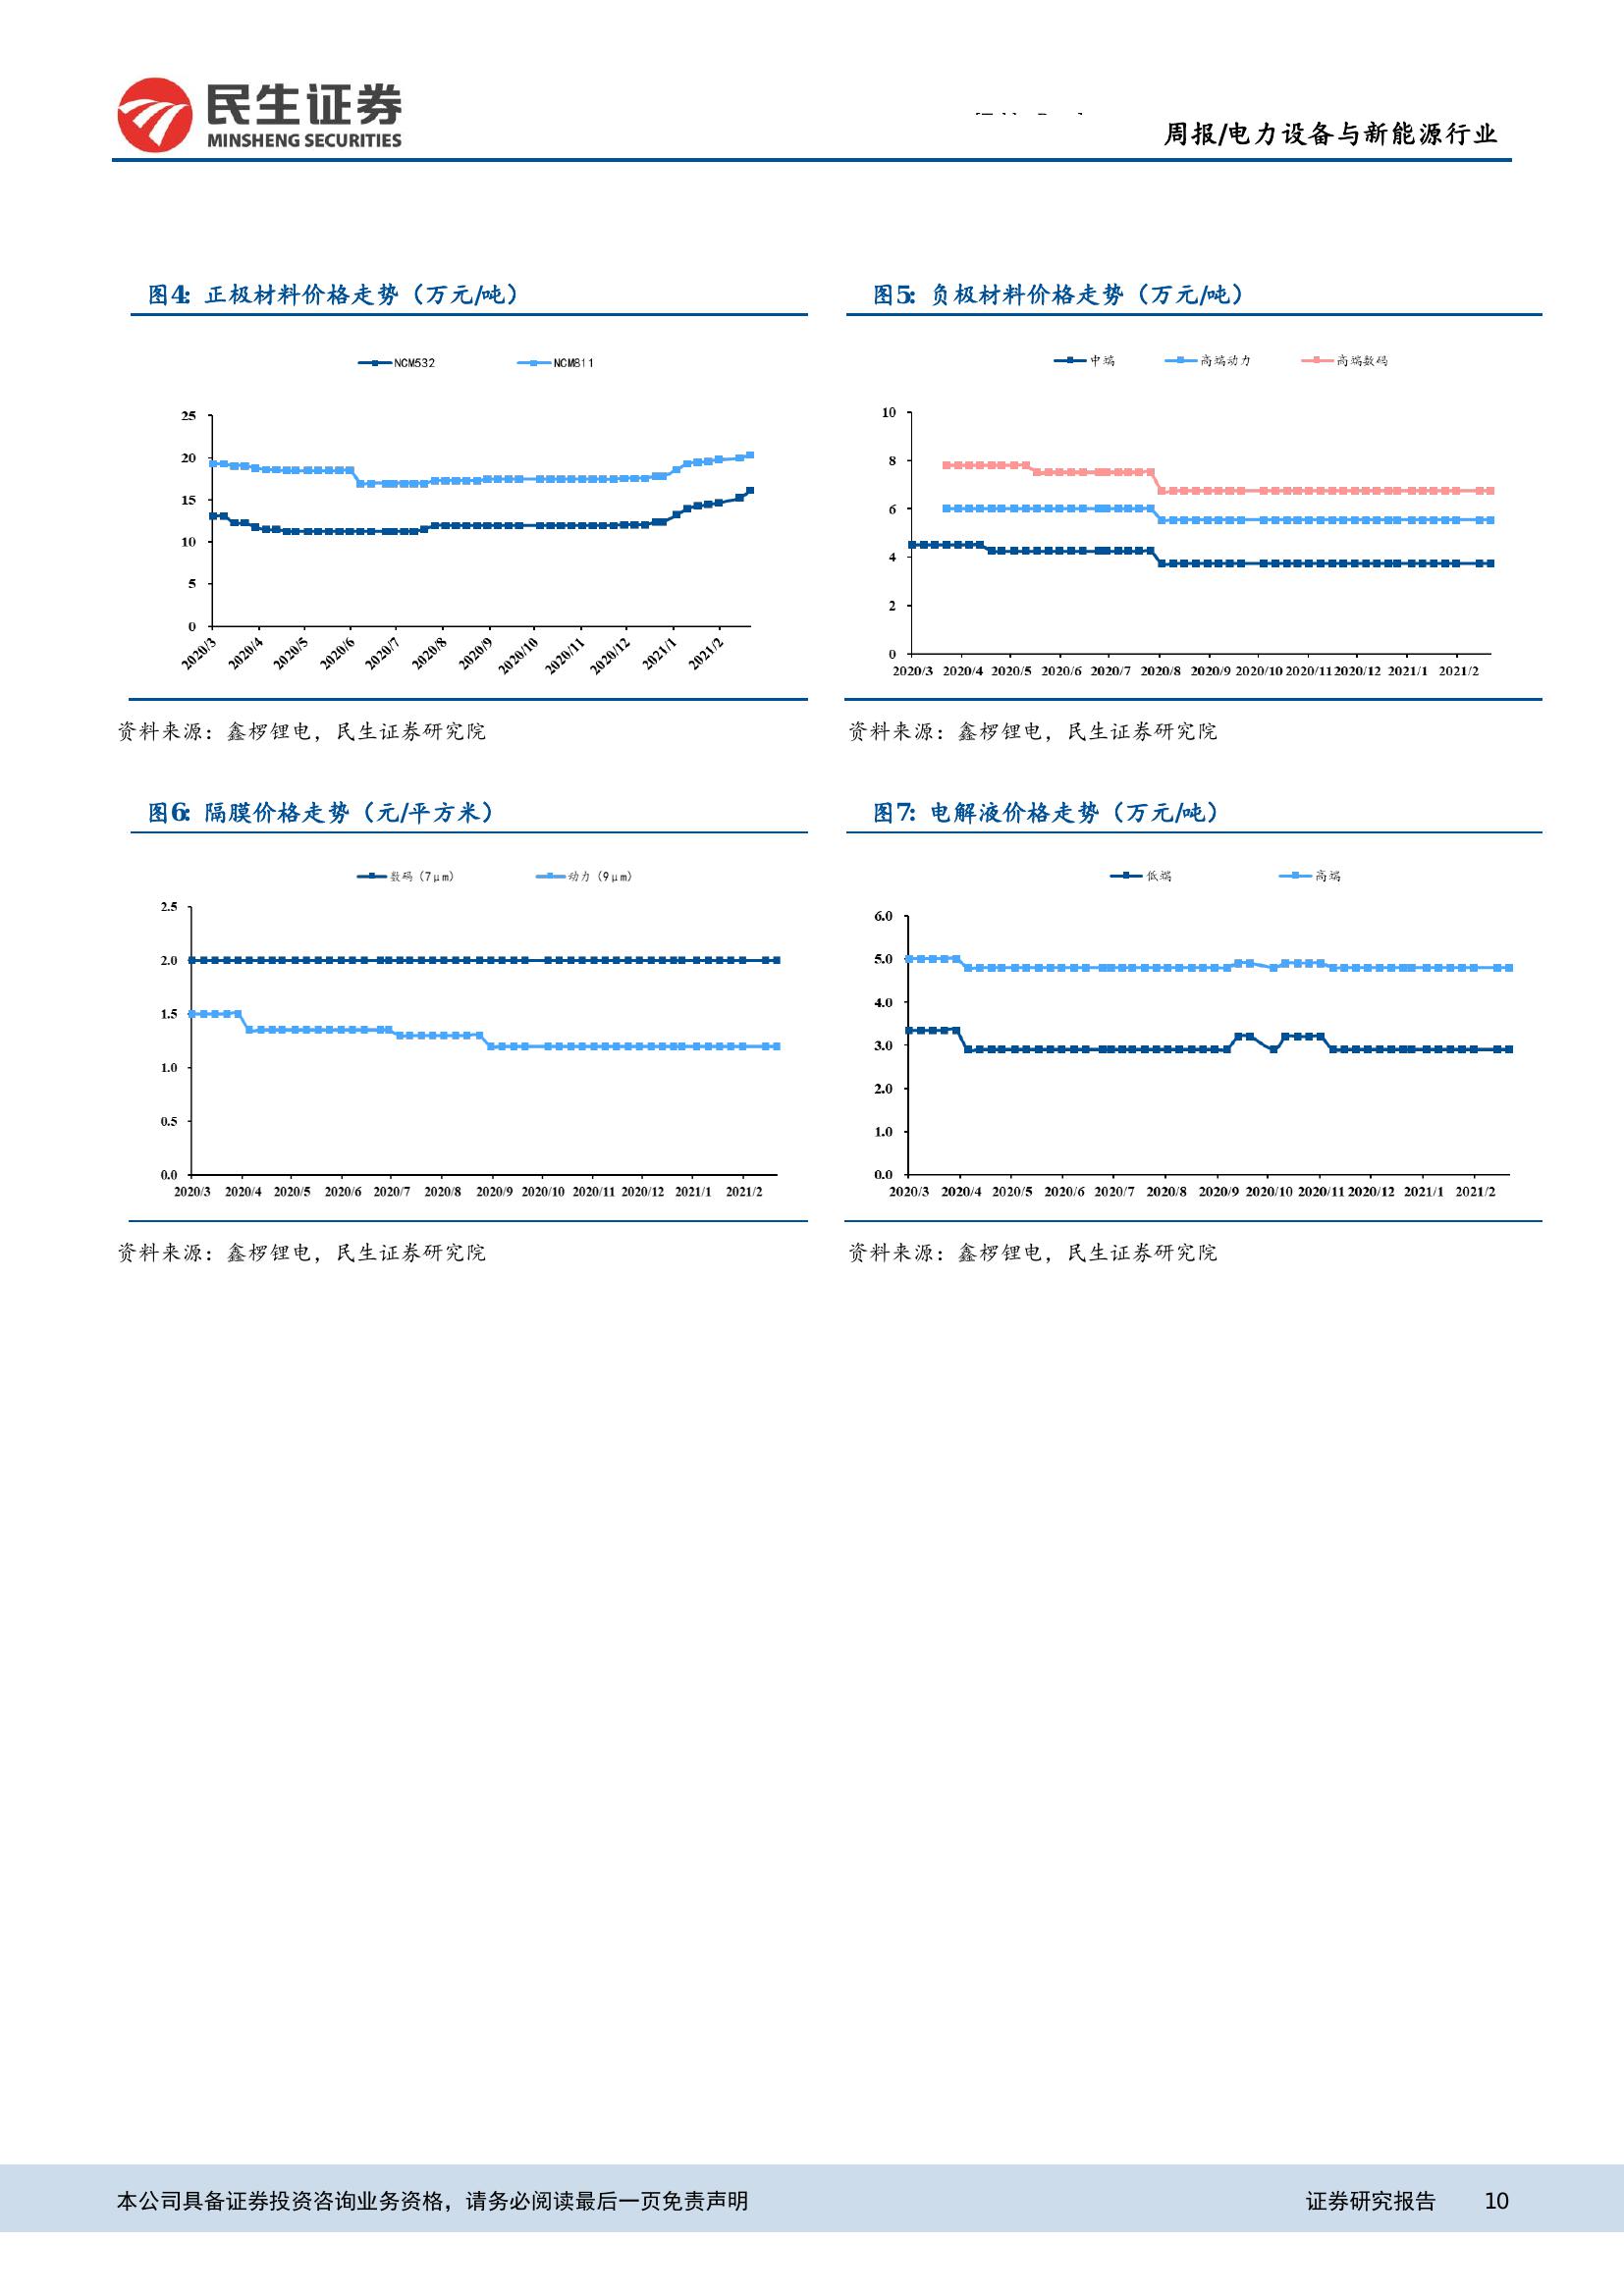 民生证券
MINSHENG SECURITIES
周报/电力设备与新能源行业
图4: 正极材料价格走势（万元/吨）
NCM532 NCM811
25
20
15
10
5
0
2020/3 2020/4 2020/5 2020/6 2020/7 2020/8 2020/9 2020/10 2020/11 2020/12 2021/1 2021/2
资料来源：鑫椤锂电，民生证券研究院
图5: 负极材料价格走势（万元/吨）
中端 高端动力 高端数码
10
8
6
4
2
0
2020/3 2020/4 2020/5 2020/6 2020/7 2020/8 2020/9 2020/10 2020/11 2020/12 2021/1 2021/2
资料来源：鑫椤锂电，民生证券研究院
图6: 隔膜价格走势（元/平方米）
数码（7μm） 动力（9μm）
2.5
2.0
1.5
1.0
0.5
0.0
2020/3 2020/4 2020/5 2020/6 2020/7 2020/8 2020/9 2020/10 2020/11 2020/12 2021/1 2021/2
资料来源：鑫椤锂电，民生证券研究院
图7: 电解液价格走势（万元/吨）
低端 高端
6.0
5.0
4.0
3.0
2.0
1.0
0.0
2020/3 2020/4 2020/5 2020/6 2020/7 2020/8 2020/9 2020/10 2020/11 2020/12 2021/1 2021/2
资料来源：鑫椤锂电，民生证券研究院
本公司具备证券投资咨询业务资格，请务必阅读最后一页免责声明 证券研究报告 10